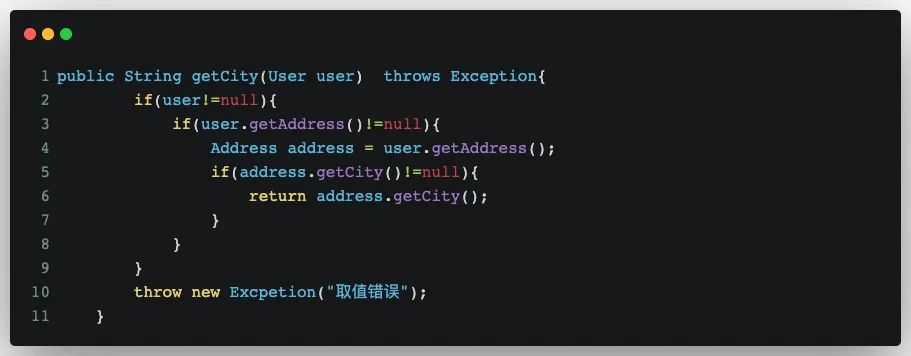 1 public String getCity(User user)  throws Exception{
2         if(user!=null){
3             if(user.getAddress()!=null){
4                 Address address = user.getAddress();
5                 if(address.getCity()!=null){
6                     return address.getCity();
7                 }
8             }
9         }
10         throw new Excpetion("取值错误");
11     }